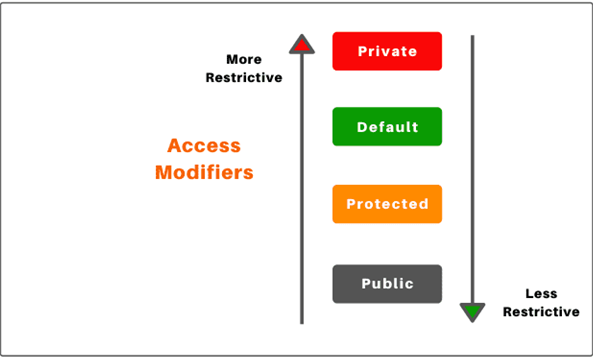 More
Restrictive
Private
Default
Access
Modifiers
Protected
Public
Less
Restrictive